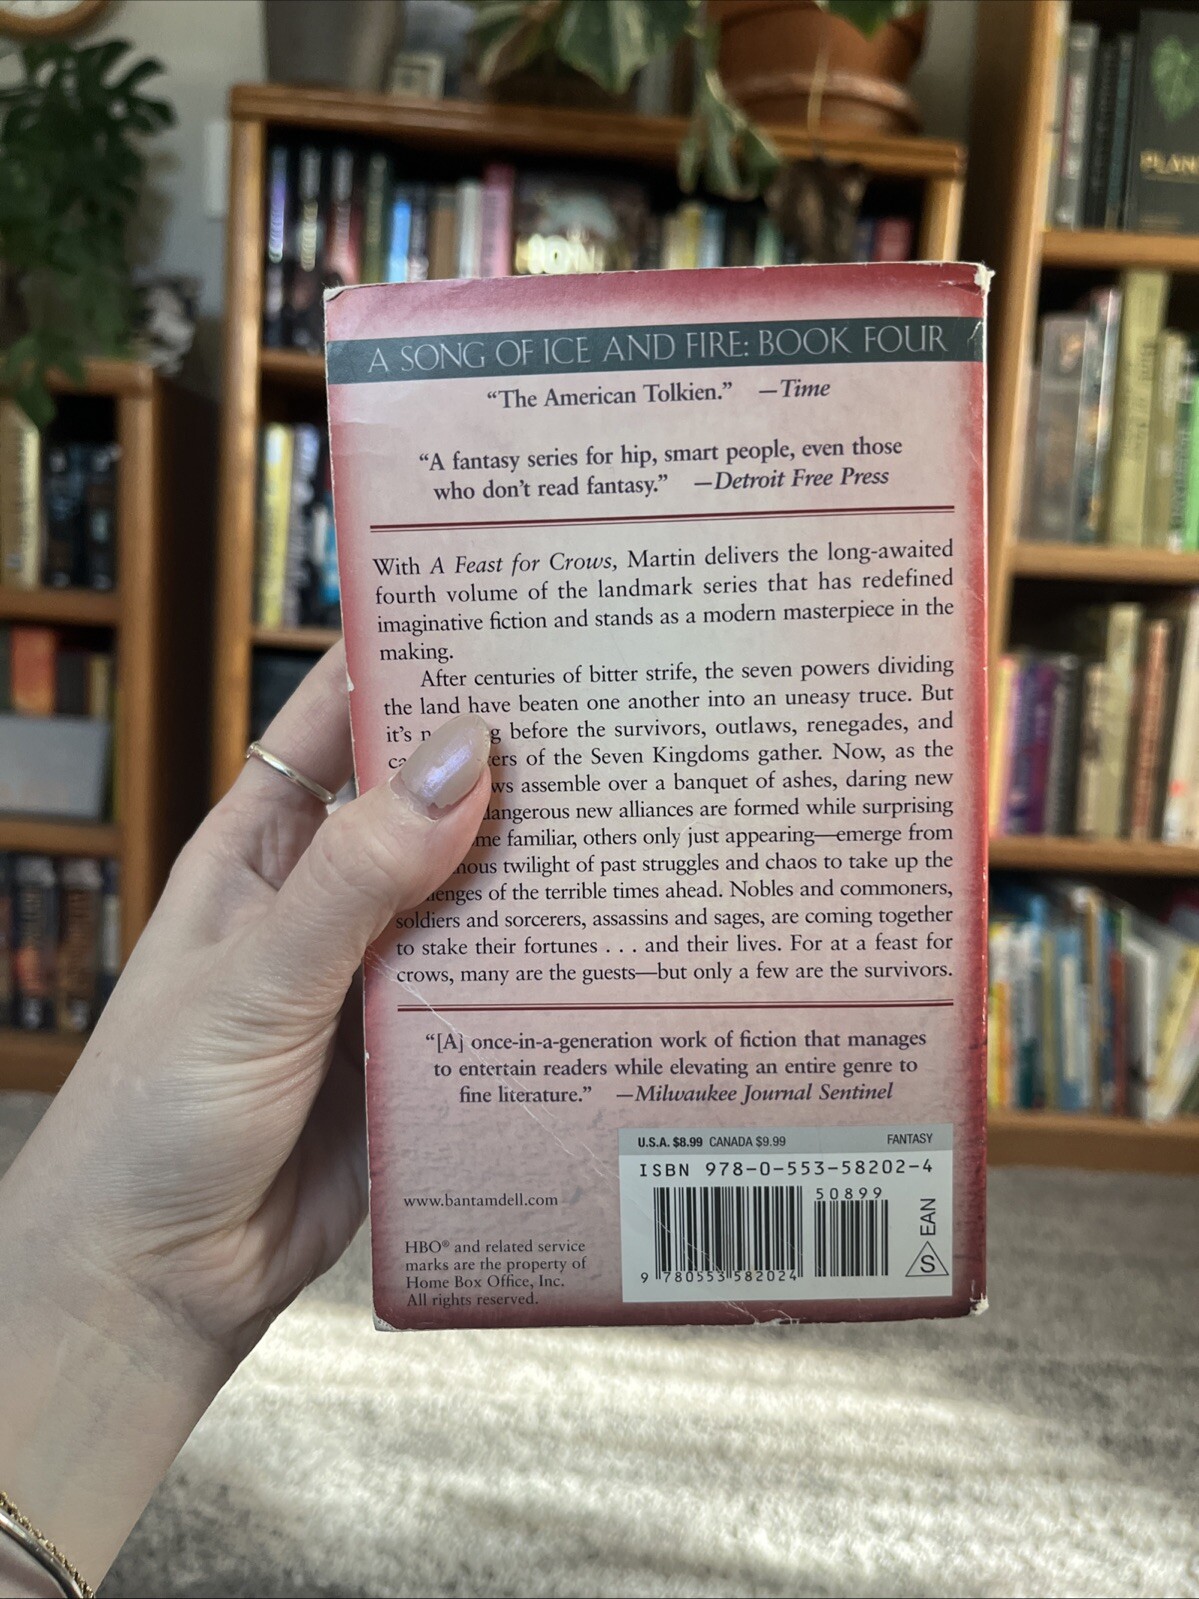 A SONG OF ICE AND FIRE: BOOK FOUR
“The American Tolkien.” —Time
“A fantasy series for hip, smart people, even those
who don’t read fantasy.” —Detroit Free Press
With A Feast for Crows, Martin delivers the long-awaited
fourth volume of the landmark series that has redefined
imaginative fiction and stands as a modern masterpiece in the
making.
After centuries of bitter strife, the seven powers dividing
the land have beaten one another into an uneasy truce. But
it’s before the survivors, outlaws, renegades, and
of the Seven Kingdoms gather. Now, as the
assemble over a banquet of ashes, daring new
dangerous new alliances are formed while surprising
familiar, others only just appearing—emerge from
twilight of past struggles and chaos to take up the
of the terrible times ahead. Nobles and commoners,
soldiers and sorcerers, assassins and sages, are coming together
to stake their fortunes . . . and their lives. For at a feast for
crows, many are the guests—but only a few are the survivors.
“[A] once-in-a-generation work of fiction that manages
to entertain readers while elevating an entire genre to
fine literature.” —Milwaukee Journal Sentinel
U.S.A. $8.99 CANADA $9.99 FANTASY
ISBN 978-0-553-58202-4
50899
9 780553 582024
S EAN
www.bantamdell.com
HBO® and related service
marks are the property of
Home Box Office, Inc.
All rights reserved.